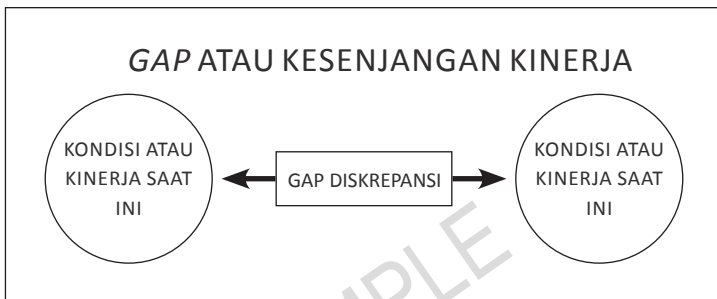 GAP ATAU KESENJANGAN KINERJA
KONDISI ATAU
KINERJA SAAT
INI
GAP DISKREPANSI
KONDISI ATAU
KINERJA SAAT
INI